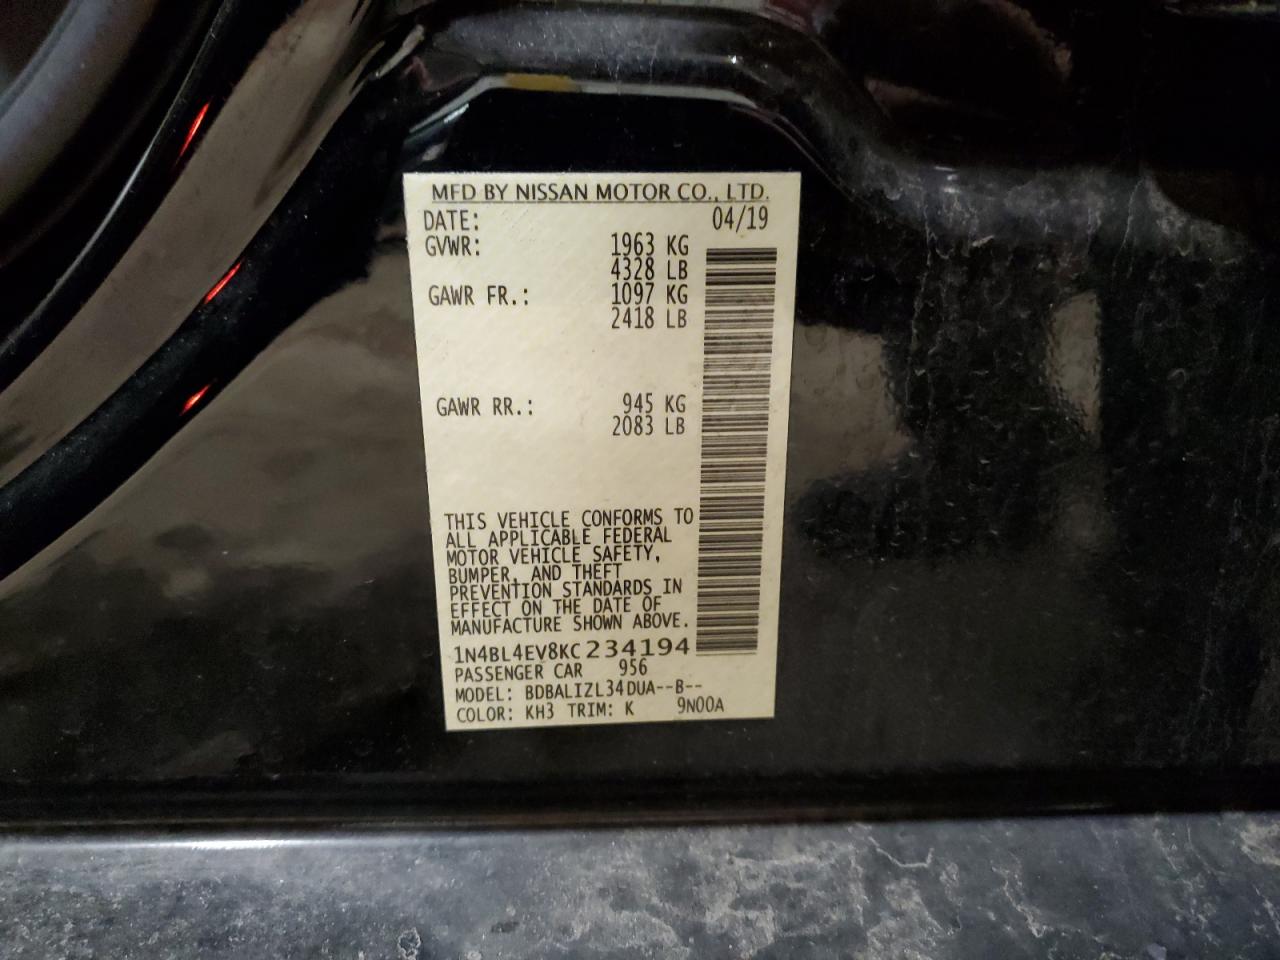 MFD BY NISSAN MOTOR CO., LTD.
DATE: 04/19
GVWR: 1963 KG
4328 LB
GAWR FR.: 1097 KG
2418 LB
GAWR RR.: 945 KG
2083 LB
THIS VEHICLE CONFORMS TO
ALL APPLICABLE FEDERAL
MOTOR VEHICLE SAFETY,
BUMPER, AND THEFT
PREVENTION STANDARDS IN
EFFECT ON THE DATE OF
MANUFACTURE SHOWN ABOVE.
1N4BL4EV8KC234194
PASSENGER CAR 956
MODEL: BDBALIZL34DUA--B--
COLOR: KH3 TRIM: K 9N00A